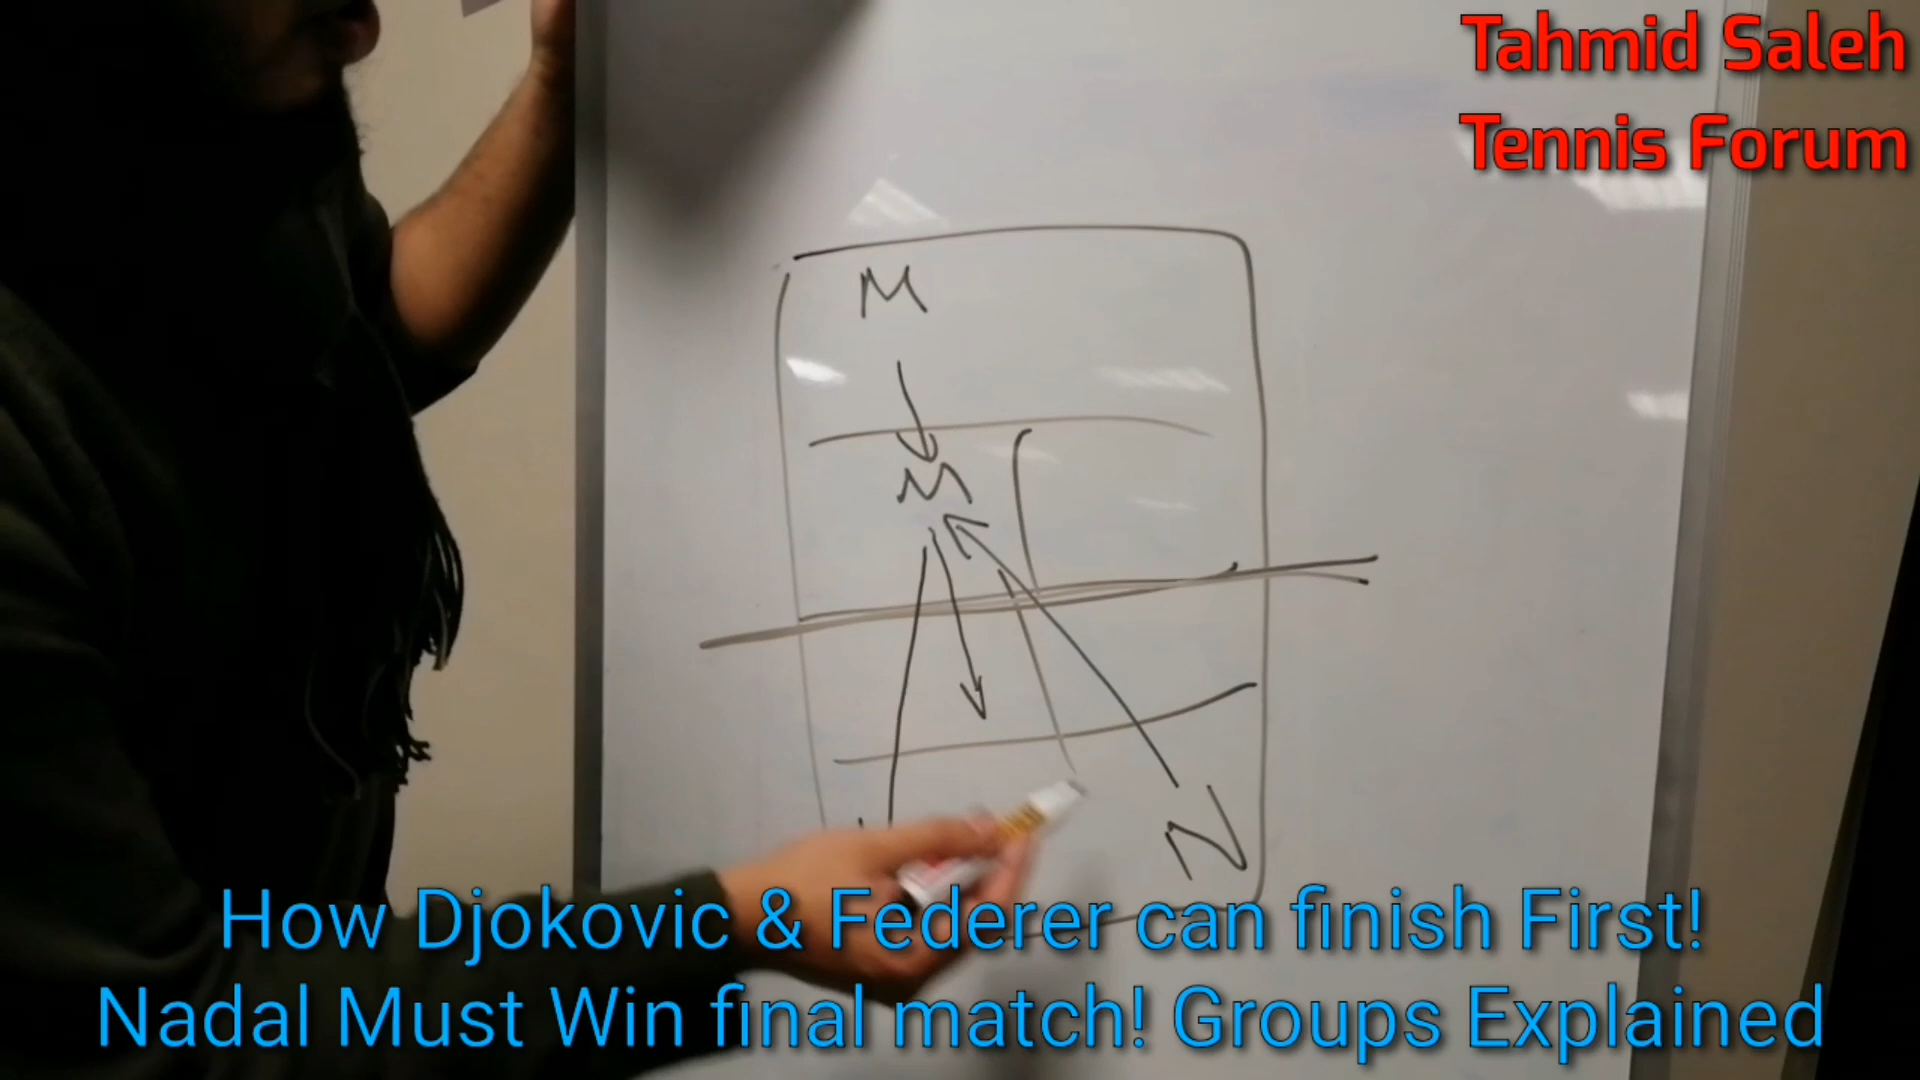 Tahmid Saleh
Tennis Forum
M
M
N
How Djokovic & Federer can finish First!
Nadal Must Win final match! Groups Explained